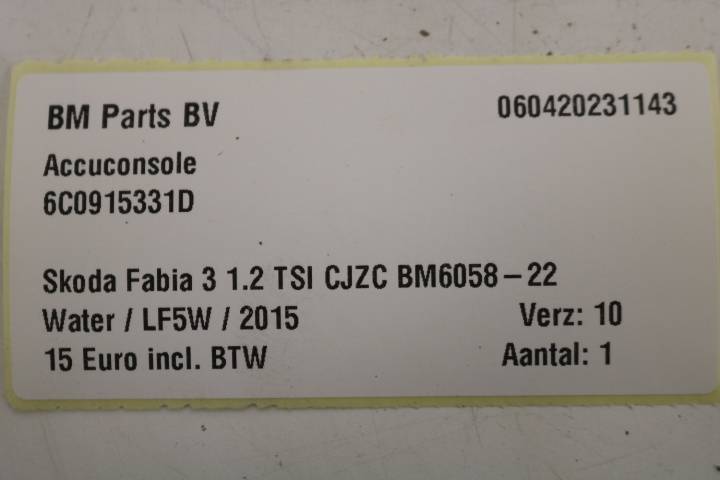 BM Parts BV 060420231143
Accuconsole
6C0915331D
Skoda Fabia 3 1.2 TSI CJZC BM6058-22
Water / LF5W / 2015 Verz: 10
15 Euro incl. BTW Aantal: 1